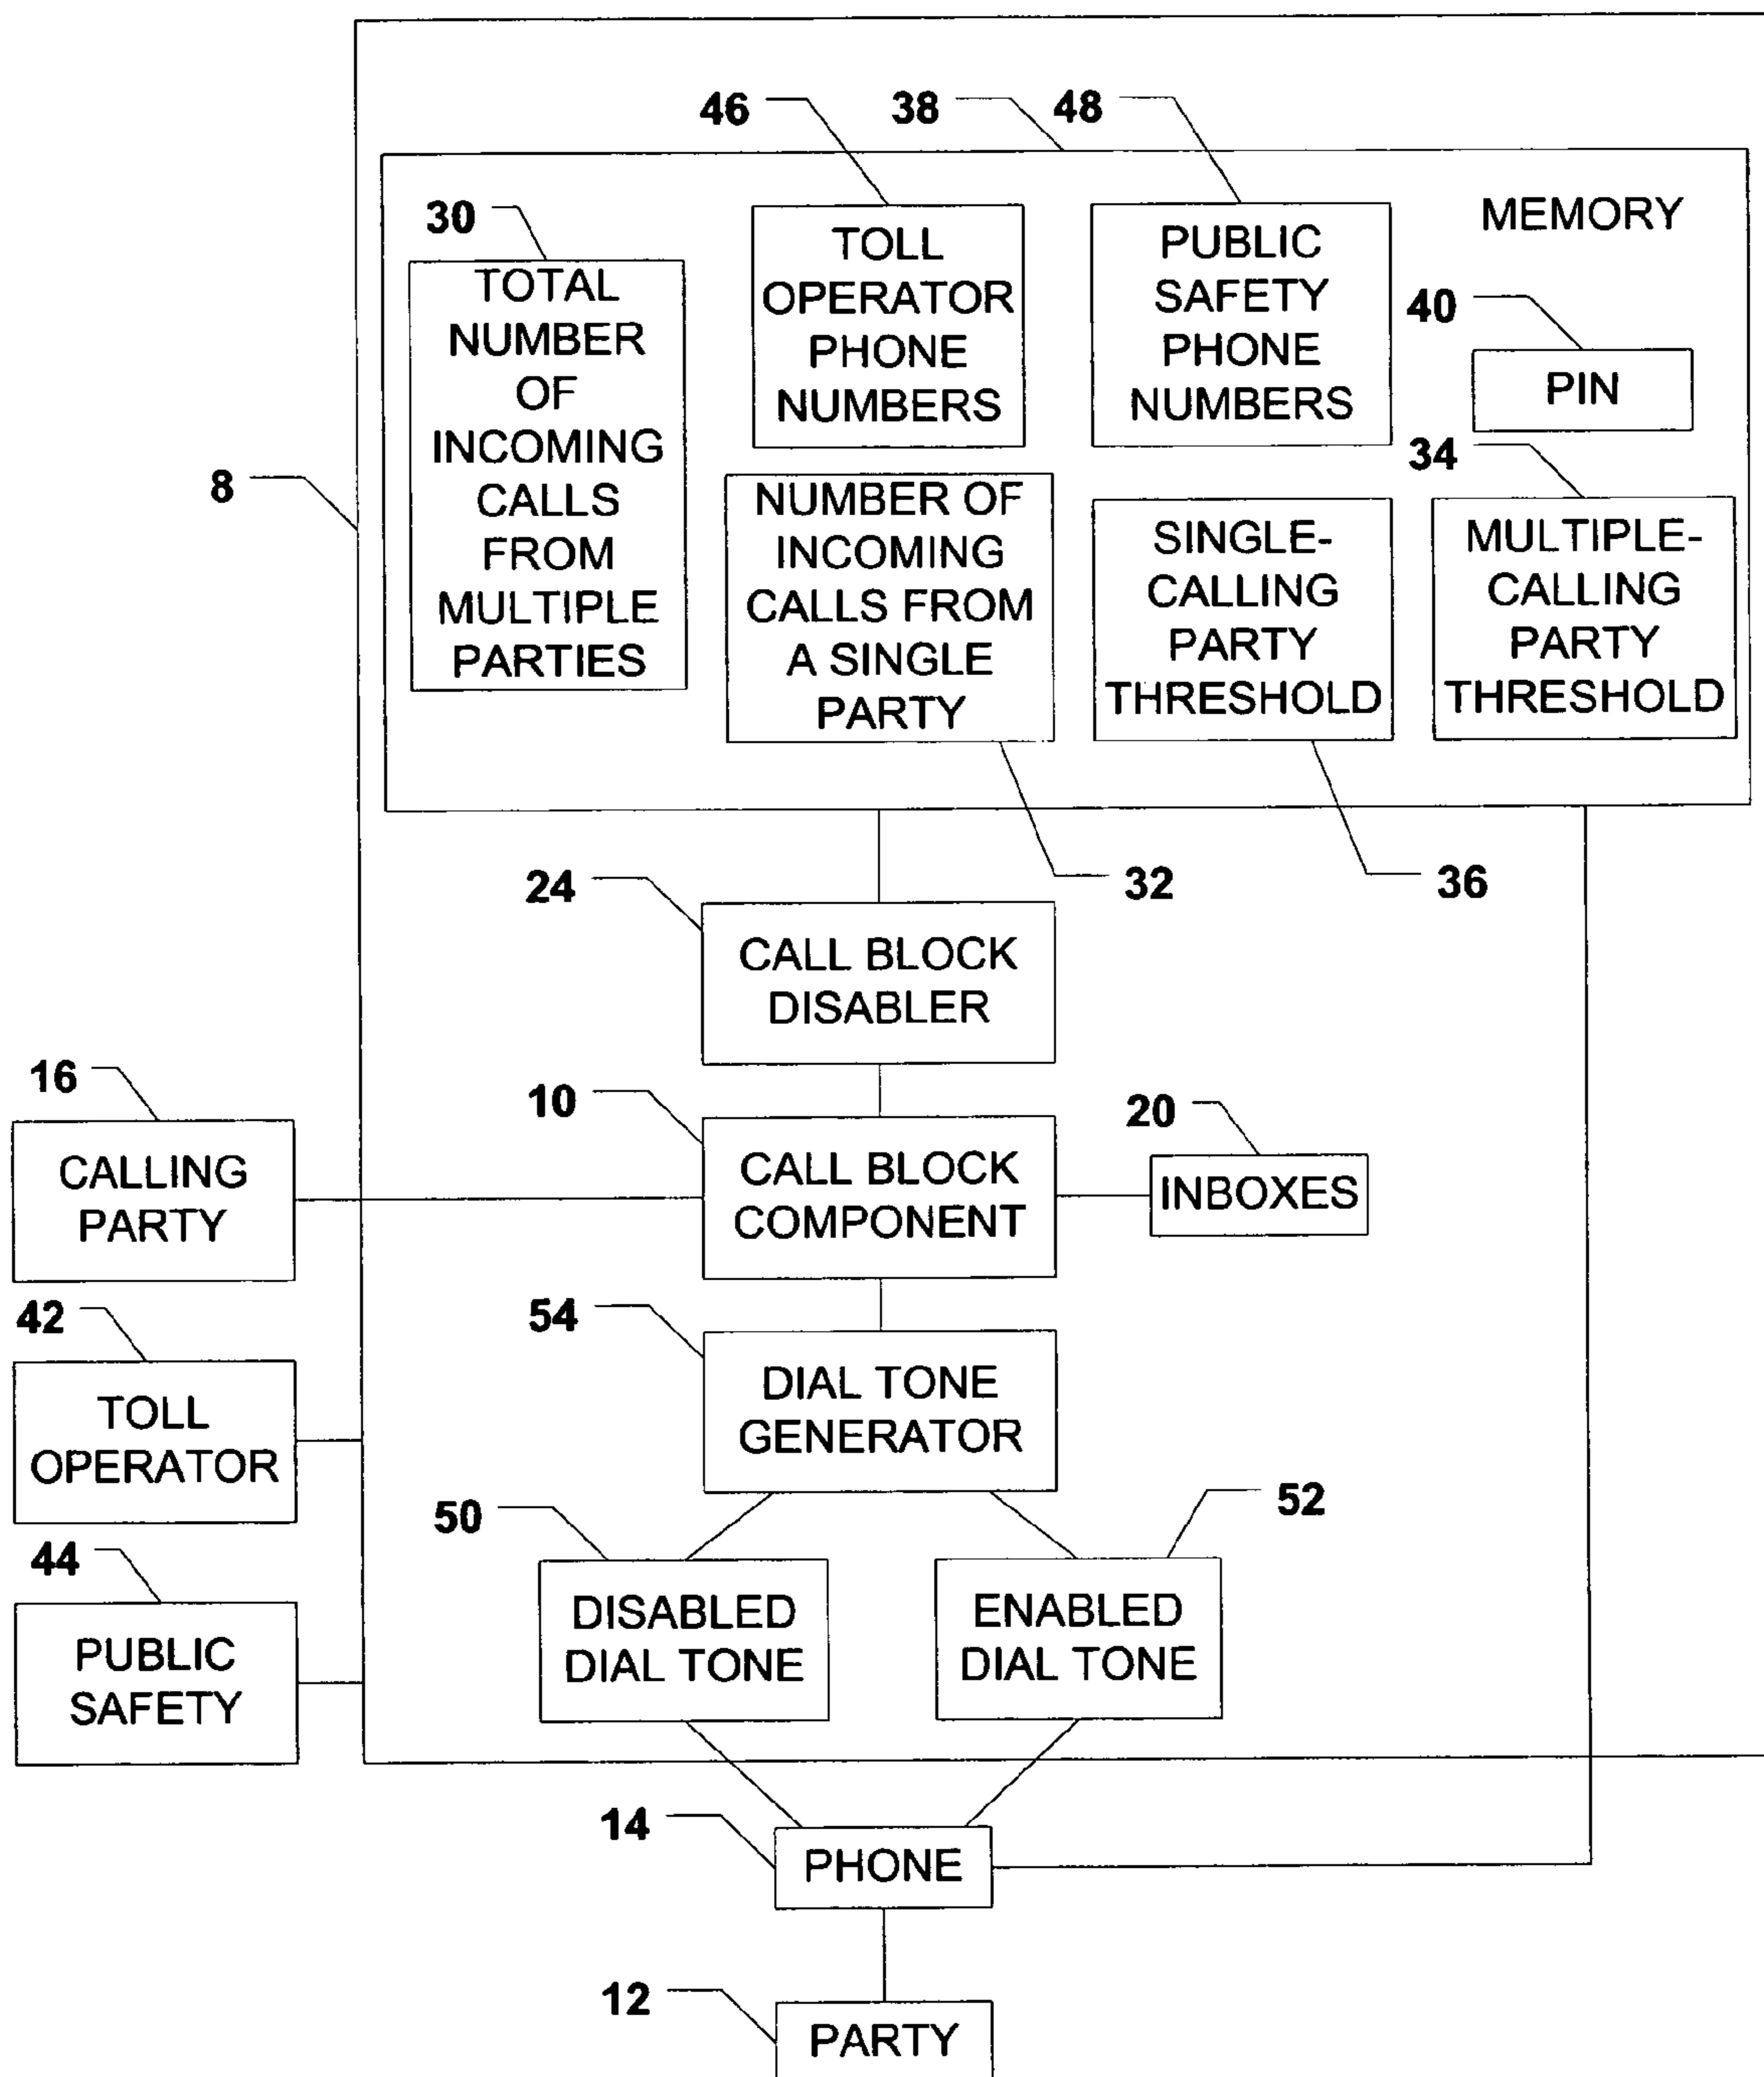 46
38
48
30
TOTAL
NUMBER
OF
INCOMING
CALLS
FROM
MULTIPLE
PARTIES
TOLL
OPERATOR
PHONE
NUMBERS
PUBLIC
SAFETY
PHONE
NUMBERS
MEMORY
40
PIN
34
8
NUMBER OF
INCOMING
CALLS FROM
A SINGLE
PARTY
SINGLE-
CALLING
PARTY
THRESHOLD
MULTIPLE-
CALLING
PARTY
THRESHOLD
32
36
24
CALL BLOCK
DISABLER
16
CALLING
PARTY
10
CALL BLOCK
COMPONENT
20
INBOXES
42
TOLL
OPERATOR
54
DIAL TONE
GENERATOR
44
PUBLIC
SAFETY
50
DISABLED
DIAL TONE
52
ENABLED
DIAL TONE
14
PHONE
12
PARTY